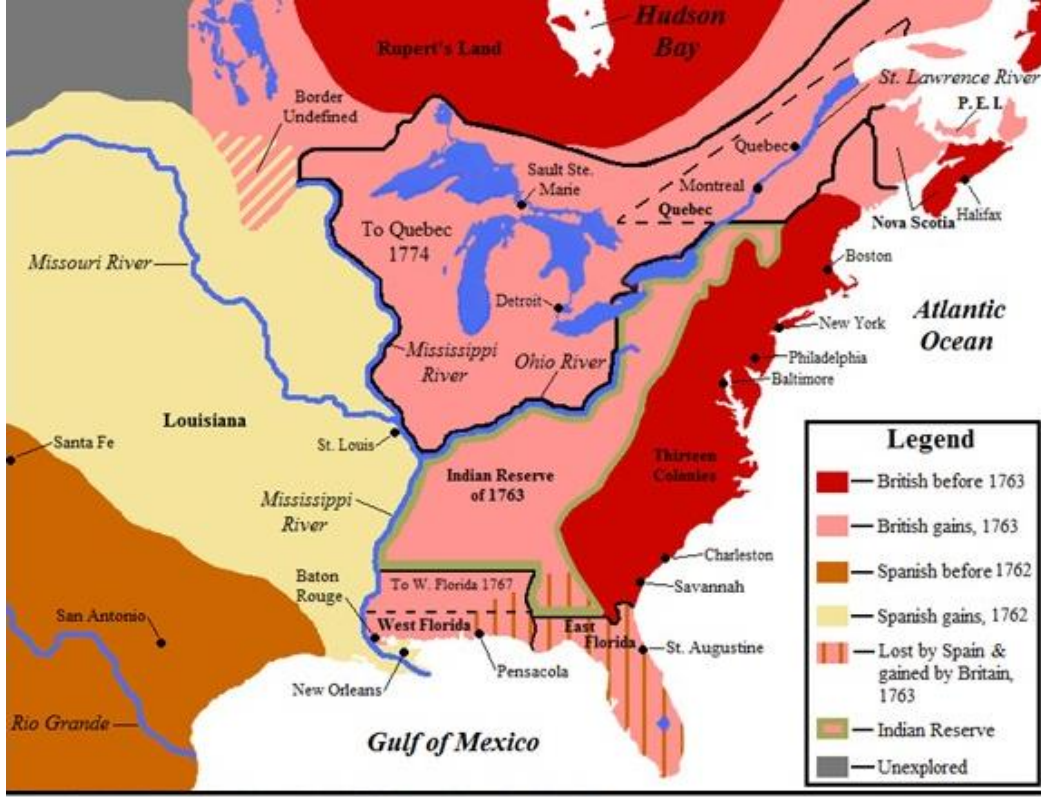 Hudson
Bay
Rupert's Land
St. Lawrence River
Border
Undefined
P. E. I.
Quebec
Sault Ste.
Marie
Montreal
Quebec
Nova Scotia
Halifax
To Quebec
1774
Missouri River
Boston
Detroit
Atlantic
Ocean
New York
Mississippi
River
Ohio River
Philadelphia
Baltimore
Louisiana
Santa Fe
St. Louis
Thirteen
Colonies
Indian Reserve
of 1763
Mississippi
River
Legend
British before 1763
British gains, 1763
Spanish before 1762
Spanish gains, 1762
Lost by Spain &
gained by Britain,
1763
Indian Reserve
Unexplored
Charleston
Savannah
Baton
Rouge
To W. Florida 1767
San Antonio
West Florida
East
Florida
St. Augustine
Pensacola
New Orleans
Rio Grande
Gulf of Mexico